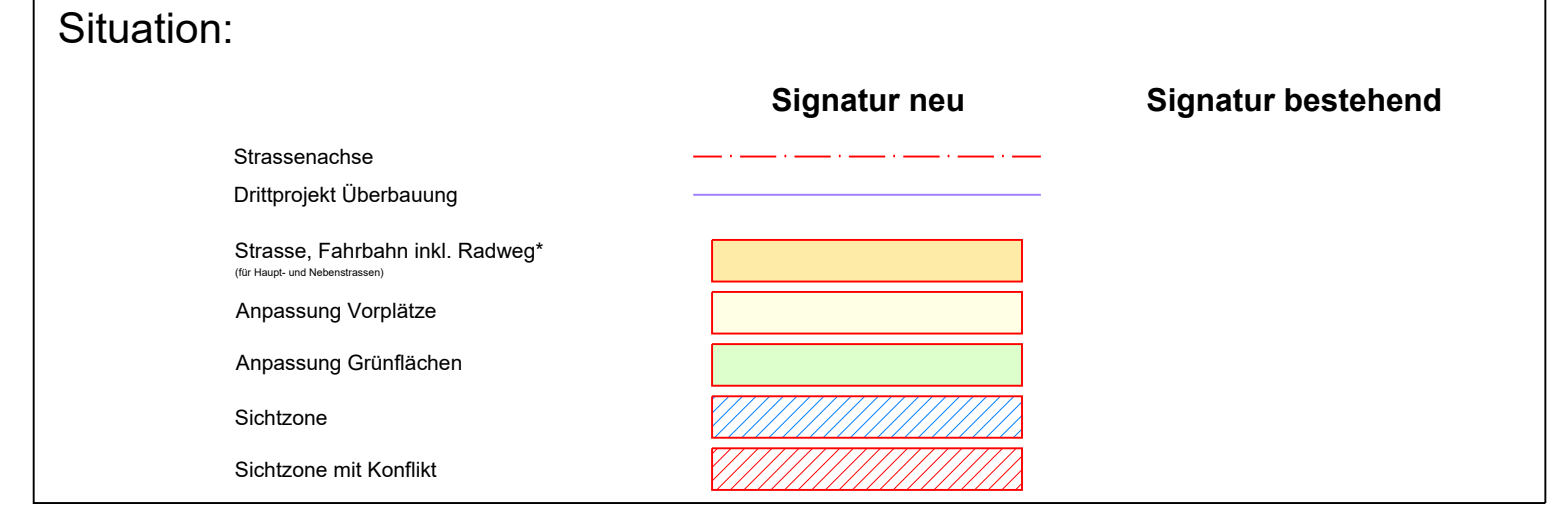 Situation:
Signatur neu Signatur bestehend
Strassenachse
Drittprojekt Überbauung
Strasse, Fahrbahn inkl. Radweg*
(für Haupt- und Nebenstrassen)
Anpassung Vorplätze
Anpassung Grünflächen
Sichtzone
Sichtzone mit Konflikt